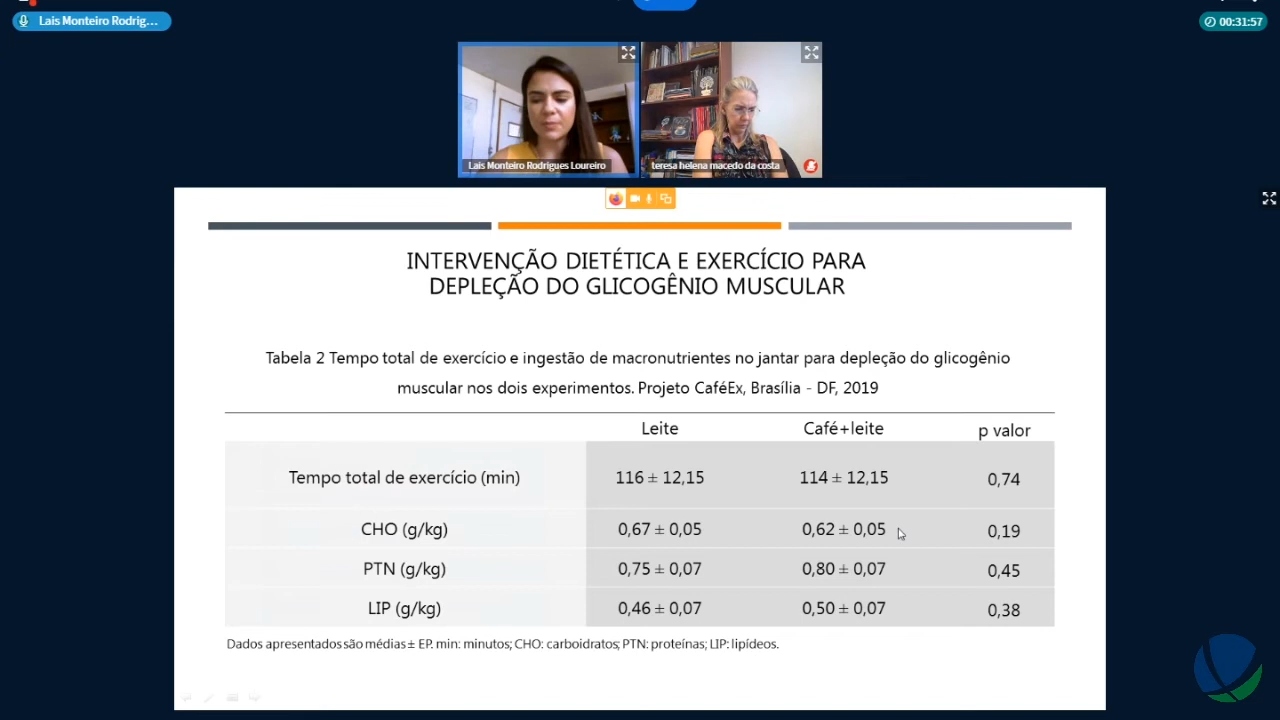 Lais Monteiro Rodrig...
00:31:57
Lais Monteiro Rodrigues Loureiro
teresa helena macedo da costa
INTERVENÇÃO DIETÉTICA E EXERCÍCIO PARA
DEPLEÇÃO DO GLICOGÊNIO MUSCULAR
Tabela 2 Tempo total de exercício e ingestão de macronutrientes no jantar para depleção do glicogênio
muscular nos dois experimentos. Projeto CaféEx, Brasília - DF, 2019
Leite Café+leite p valor
Tempo total de exercício (min) 116 ± 12,15 114 ± 12,15 0,74
CHO (g/kg) 0,67 ± 0,05 0,62 ± 0,05 0,19
PTN (g/kg) 0,75 ± 0,07 0,80 ± 0,07 0,45
LIP (g/kg) 0,46 ± 0,07 0,50 ± 0,07 0,38
Dados apresentados são médias ± EP. min: minutos; CHO: carboidratos; PTN: proteínas; LIP: lipídeos.